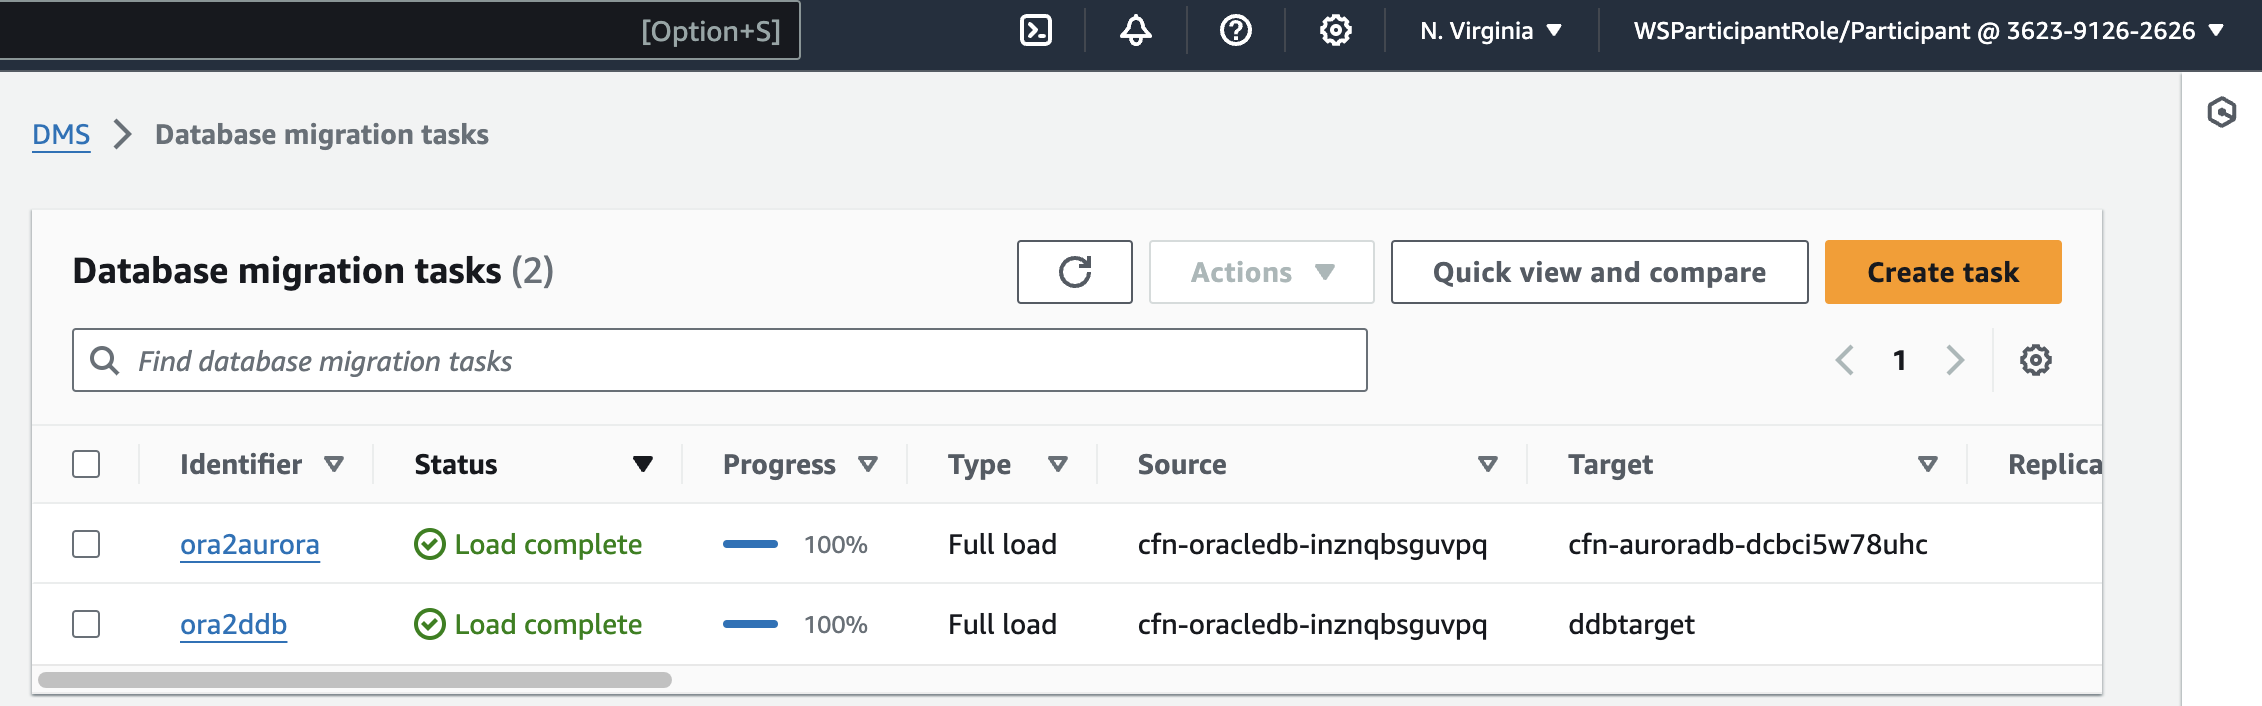 [Option+S] N. Virginia WSParticipantRole/Participant @ 3623-9126-2626
DMS Database migration tasks
Database migration tasks (2) Actions Quick view and compare Create task
Find database migration tasks 1
Identifier Status Progress Type Source Target Replica
ora2aurora Load complete 100% Full load cfn-oracledb-inznqbsguvpq cfn-auroradb-dcbci5w78uhc
ora2ddb Load complete 100% Full load cfn-oracledb-inznqbsguvpq ddbtarget